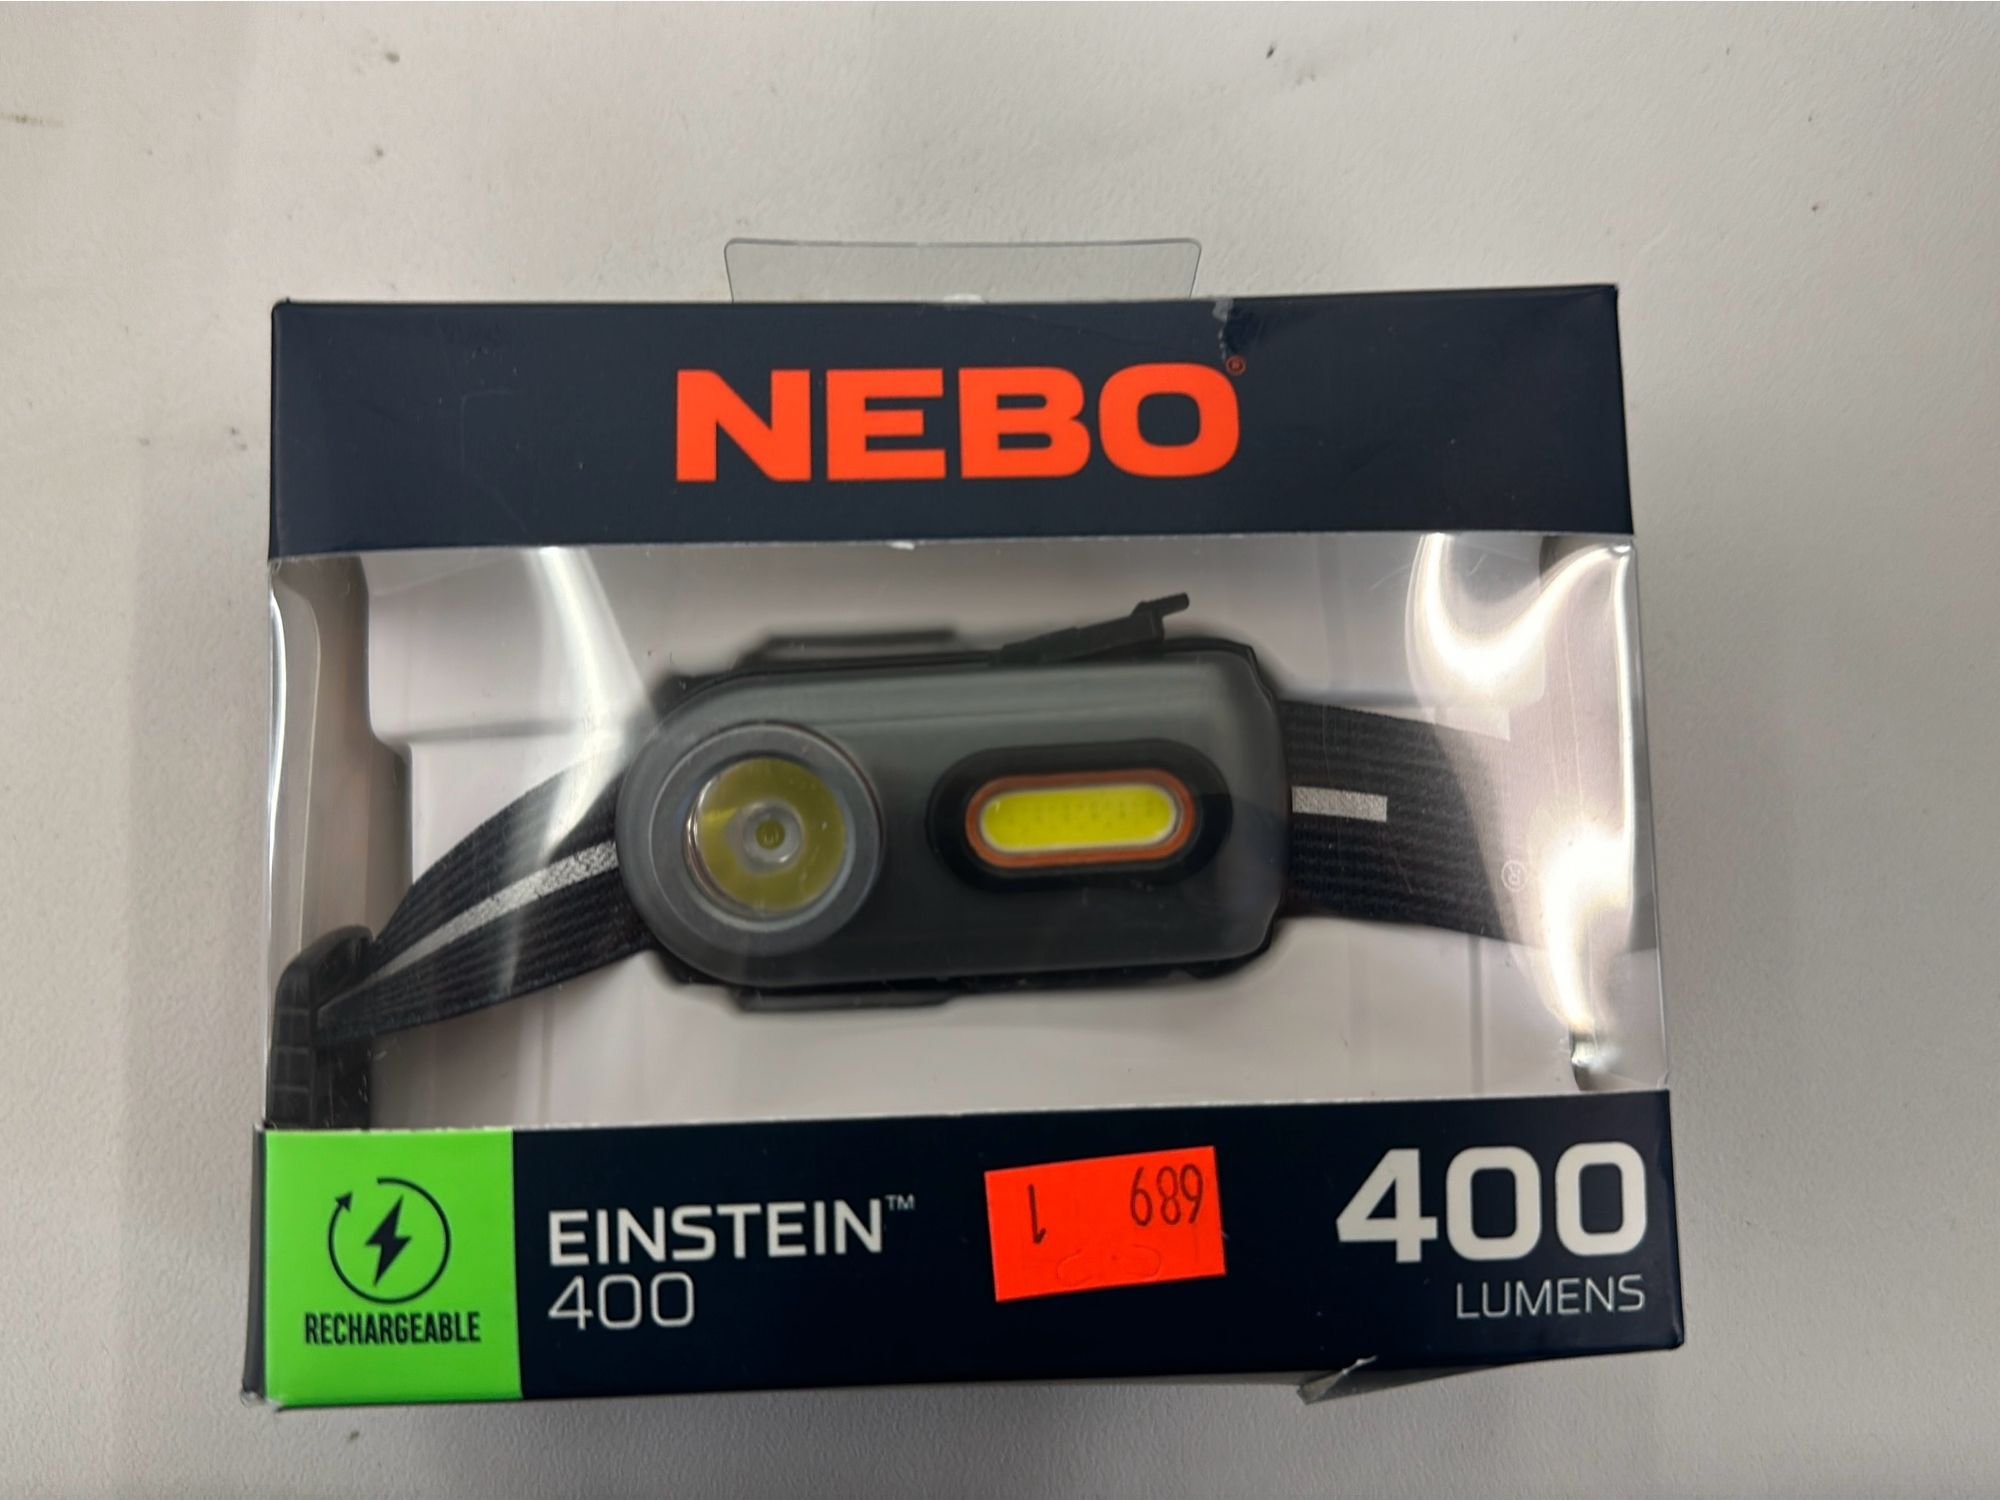 NEBO®
®
RECHARGEABLE
EINSTEIN™
400
1 689
400
LUMENS